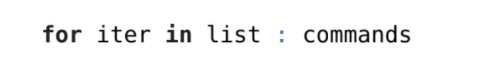 for iter in list : commands